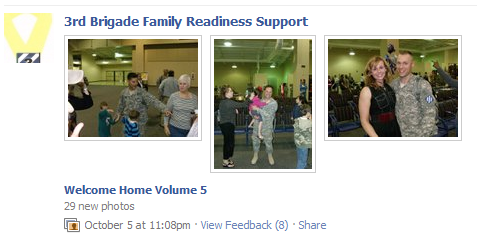 3rd Brigade Family Readiness Support
Welcome Home Volume 5
29 new photos
October 5 at 11:08pm · View Feedback (8) · Share